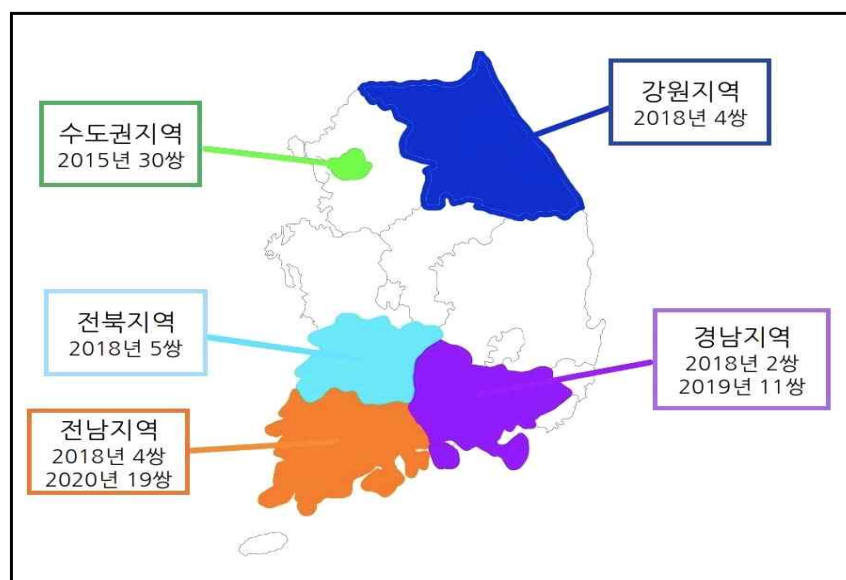 강원지역
2018년 4쌍
수도권지역
2015년 30쌍
전북지역
2018년 5쌍
경남지역
2018년 2쌍
2019년 11쌍
전남지역
2018년 4쌍
2020년 19쌍